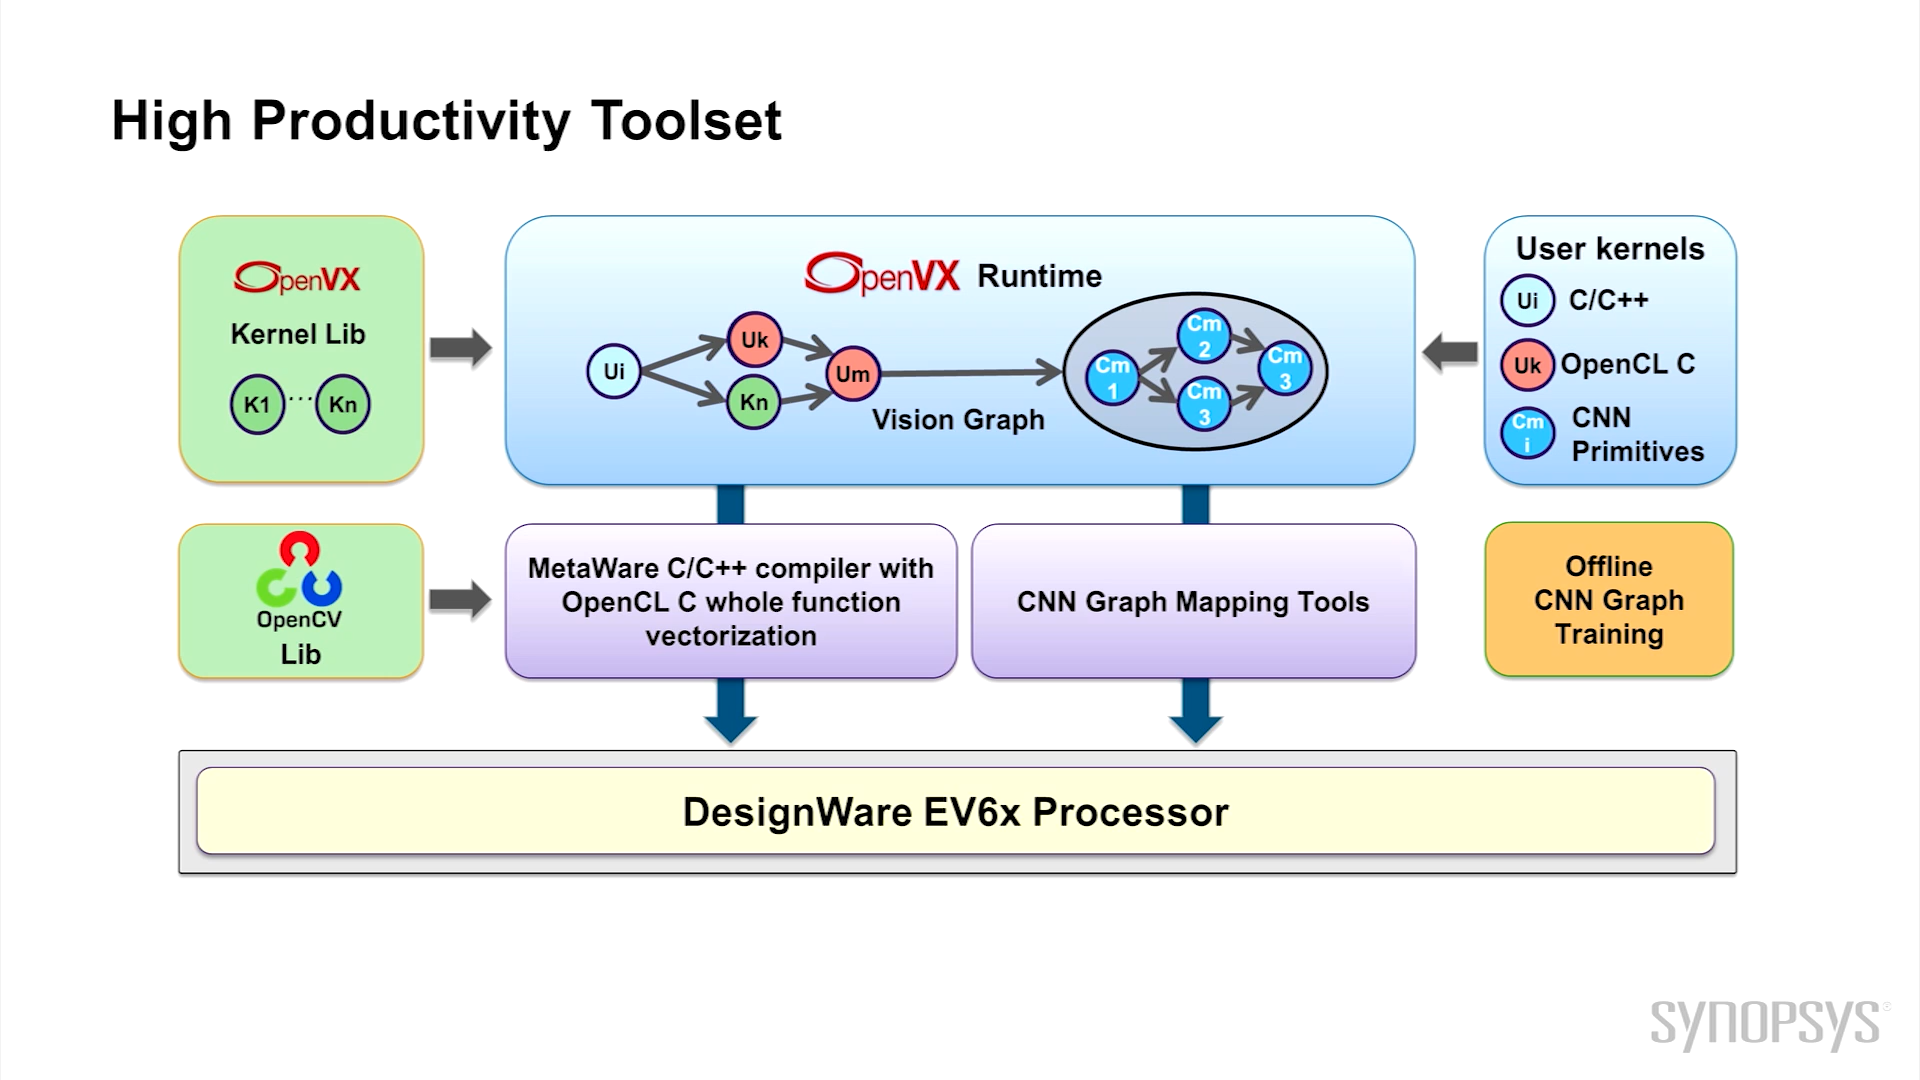 High Productivity Toolset
OpenVX
Kernel Lib
K1 ... Kn
OpenVX Runtime
Ui
Uk
Kn
Um
Vision Graph
Cm
1
Cm
2
Cm
3
Cm
3
User kernels
Ui C/C++
Uk OpenCL C
Cm
i
CNN
Primitives
OpenCV
Lib
MetaWare C/C++ compiler with
OpenCL C whole function
vectorization
CNN Graph Mapping Tools
Offline
CNN Graph
Training
DesignWare EV6x Processor
SYNOPSYS®